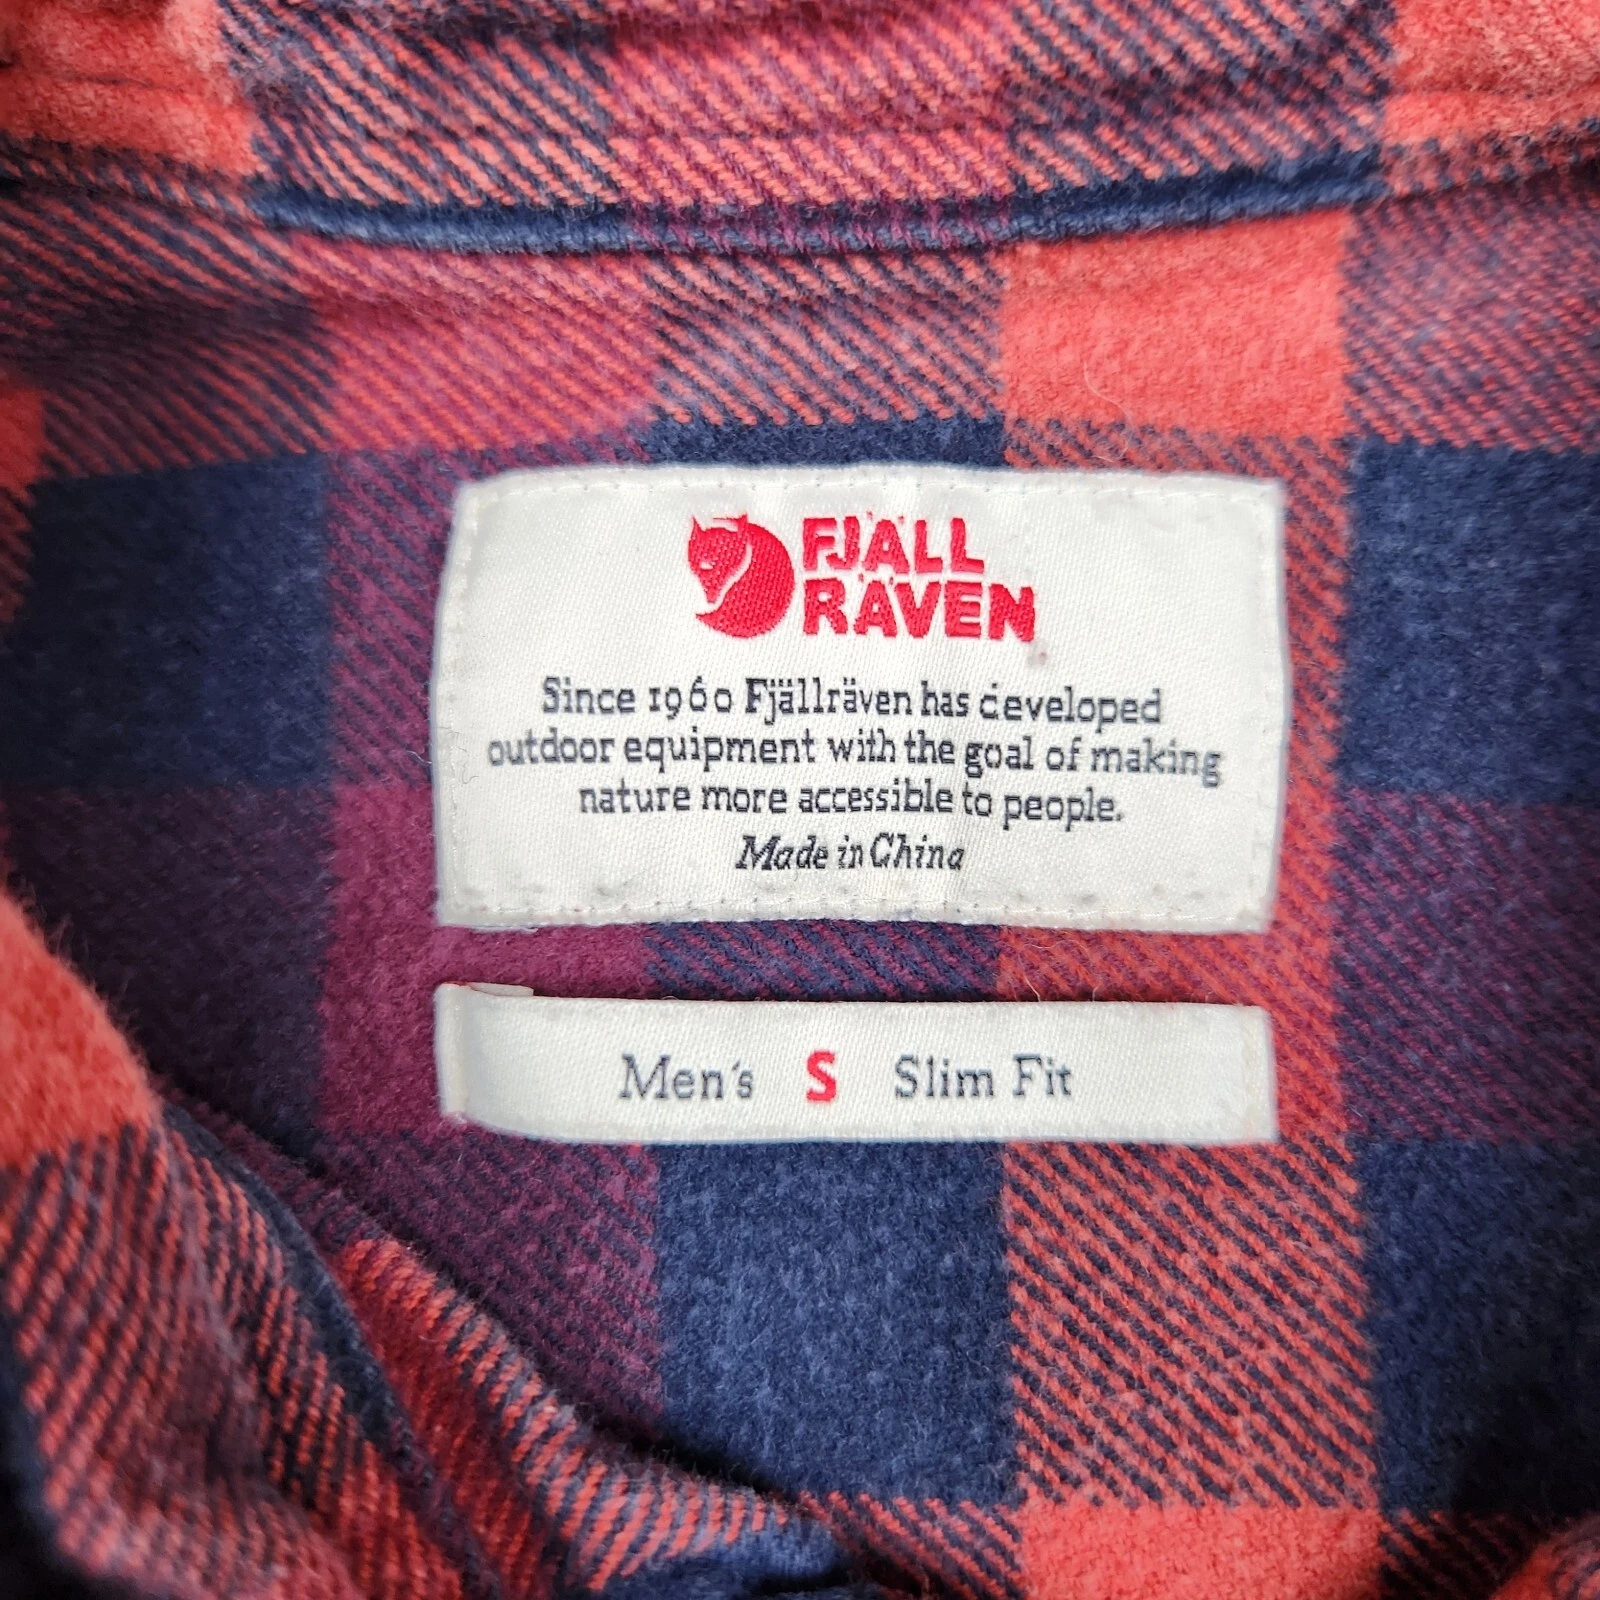 FJÄLL
RÄVEN
Since 1960 Fjällräven has developed
outdoor equipment with the goal of making
nature more accessible to people.
Made in China
Men's S Slim Fit